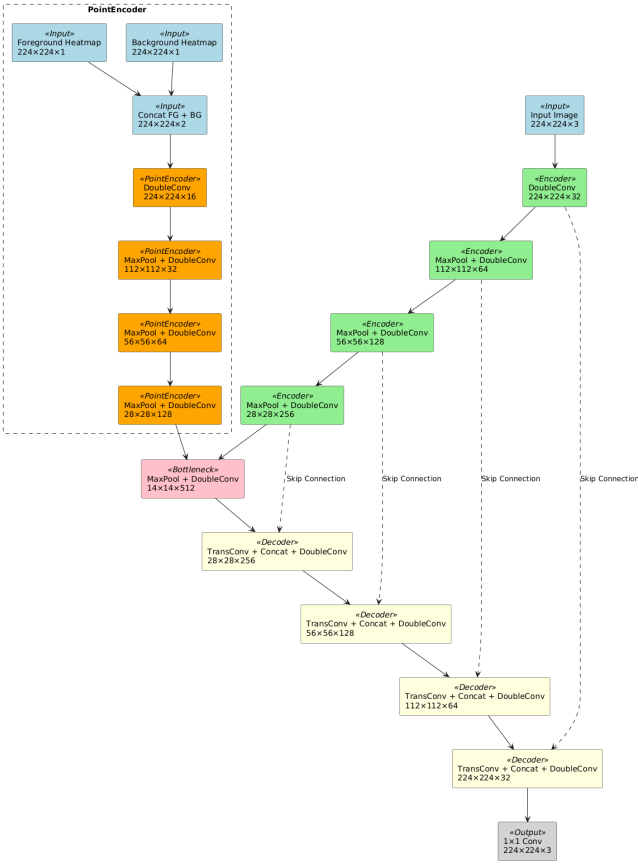 PointEncoder
«Input»
Foreground Heatmap
224×224×1
«Input»
Background Heatmap
224×224×1
«Input»
Concat FG + BG
224×224×2
«Input»
Input Image
224×224×3
«PointEncoder»
DoubleConv
224×224×16
«Encoder»
DoubleConv
224×224×32
«PointEncoder»
MaxPool + DoubleConv
112×112×32
«Encoder»
MaxPool + DoubleConv
112×112×64
«PointEncoder»
MaxPool + DoubleConv
56×56×64
«Encoder»
MaxPool + DoubleConv
56×56×128
«PointEncoder»
MaxPool + DoubleConv
28×28×128
«Encoder»
MaxPool + DoubleConv
28×28×256
«Bottleneck»
MaxPool + DoubleConv
14×14×512
Skip Connection
Skip Connection
Skip Connection
Skip Connection
«Decoder»
TransConv + Concat + DoubleConv
28×28×256
«Decoder»
TransConv + Concat + DoubleConv
56×56×128
«Decoder»
TransConv + Concat + DoubleConv
112×112×64
«Decoder»
TransConv + Concat + DoubleConv
224×224×32
«Output»
1×1 Conv
224×224×3